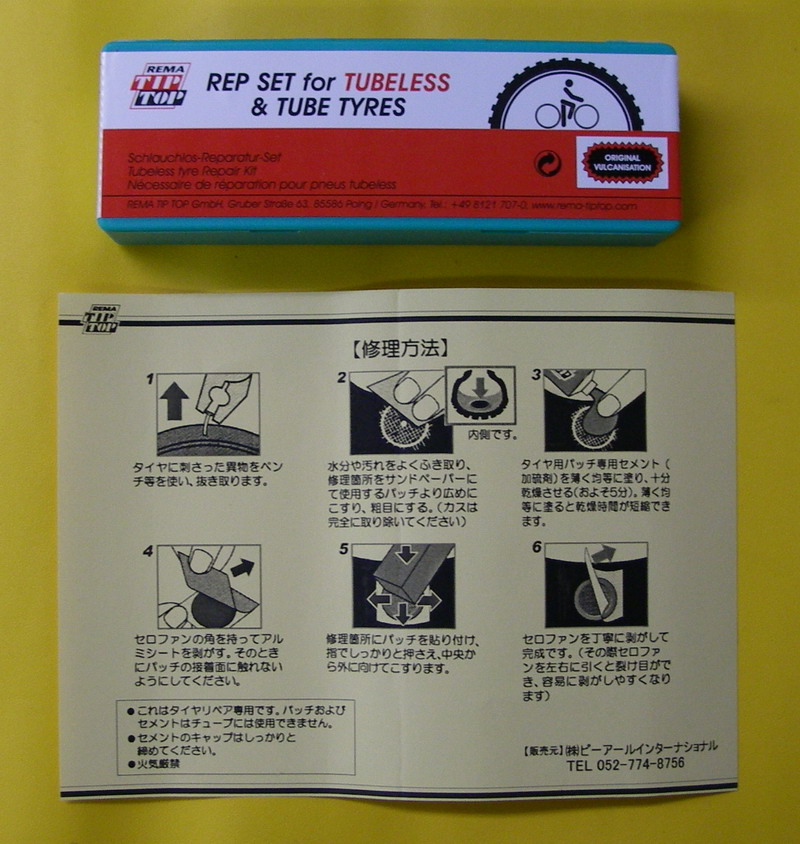 REMA
TIP
TOP
REP SET for TUBELESS
& TUBE TYRES
ORIGINAL
VULCANISATION
Schlauchlos-Reparatur-Set
Tubeless tyre Repair Kit
Nécessaire de réparation pour pneus tubeless
REMA TIP TOP GmbH, Gruber Straße 63, 85586 Poing / Germany, Tel.: +49 8121 707-0, www.rema-tiptop.com
REMA
TIP
TOP
【修理方法】
1
タイヤに刺さった異物をペン
チ等を使い、抜き取ります。
2
内側です。
水分や汚れをよくふき取り、
修理箇所をサンドペーパーに
て使用するパッチより広めに
こすり、粗目にする。(カスは
完全に取り除いてください)
3
タイヤ用パッチ専用セメント(
加硫剤)を薄く均等に塗り、十分
乾燥させる(およそ5分)。薄く均
等に塗ると乾燥時間が短縮でき
ます。
4
セロファンの角を持ってアル
ミシートを剥がす。そのとき
にパッチの接着面に触れない
ようにしてください。
5
修理箇所にパッチを貼り付け、
指でしっかりと押さえ、中央か
ら外に向けてこすります。
6
セロファンを丁寧に剥がして
完成です。(その際セロファ
ンを左右に引くと裂け目がで
き、容易に剥がしやすくなり
ます)
●これはタイヤリペア専用です。パッチおよび
セメントはチューブには使用できません。
●セメントのキャップはしっかりと
締めてください。
●火気厳禁
【販売元】(株)ピーアールインターナショナル
TEL 052-774-8756